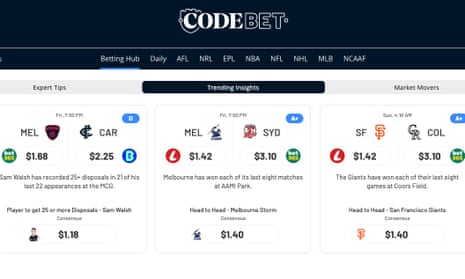 CODEBET
s Betting Hub Daily AFL NRL EPL NBA NFL NHL MLB NCAAF
Expert Tips Trending Insights Market Movers
Fri, 7:50 PM
MEL CAR
$1.68 $2.25
Sam Walsh has recorded 25+ disposals in 21 of his
last 22 appearances at the MCG.
Player to get 25 or more Disposals - Sam Walsh
Consensus
$1.18
Fri, 7:50 PM
A+
MEL SYD
L $1.42 $3.10 bet365
Melbourne has won each of its last eight matches
at AAMI Park.
Head to Head - Melbourne Storm
Consensus
$1.40
Sun, 4:10 AM
A+
SF COL
L $1.42 $3.10 bet365
The Giants have won each of their last eight
games at Coors Field.
Head to Head - San Francisco Giants
Consensus
$1.40